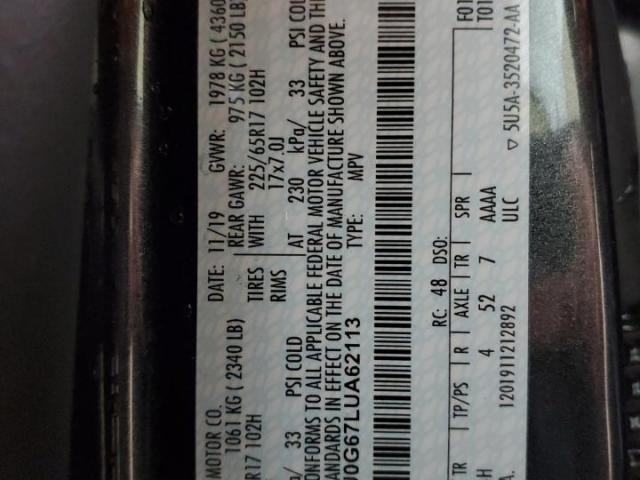 MOTOR CO. DATE: 11/19 GVWR: 1978 KG ( 4360
1061 KG ( 2340 LB) REAR GAWR: 975 KG ( 2150 LB)
R17 102H TIRES WITH 225/65R17 102H
RIMS 17x7.0J
a/ 33 PSI COLD AT 230 kPa/ 33 PSI COLD
ONFORMS TO ALL APPLICABLE FEDERAL MOTOR VEHICLE SAFETY AND THE
ANDARDS IN EFFECT ON THE DATE OF MANUFACTURE SHOWN ABOVE.
0G67LUA62113 TYPE: MPV
RC: 48 DSO:
TR TP/PS R AXLE TR SPR
H 4 52 7 AAAA
A. 1201911212892 ULC
5U5A-3520472-AA